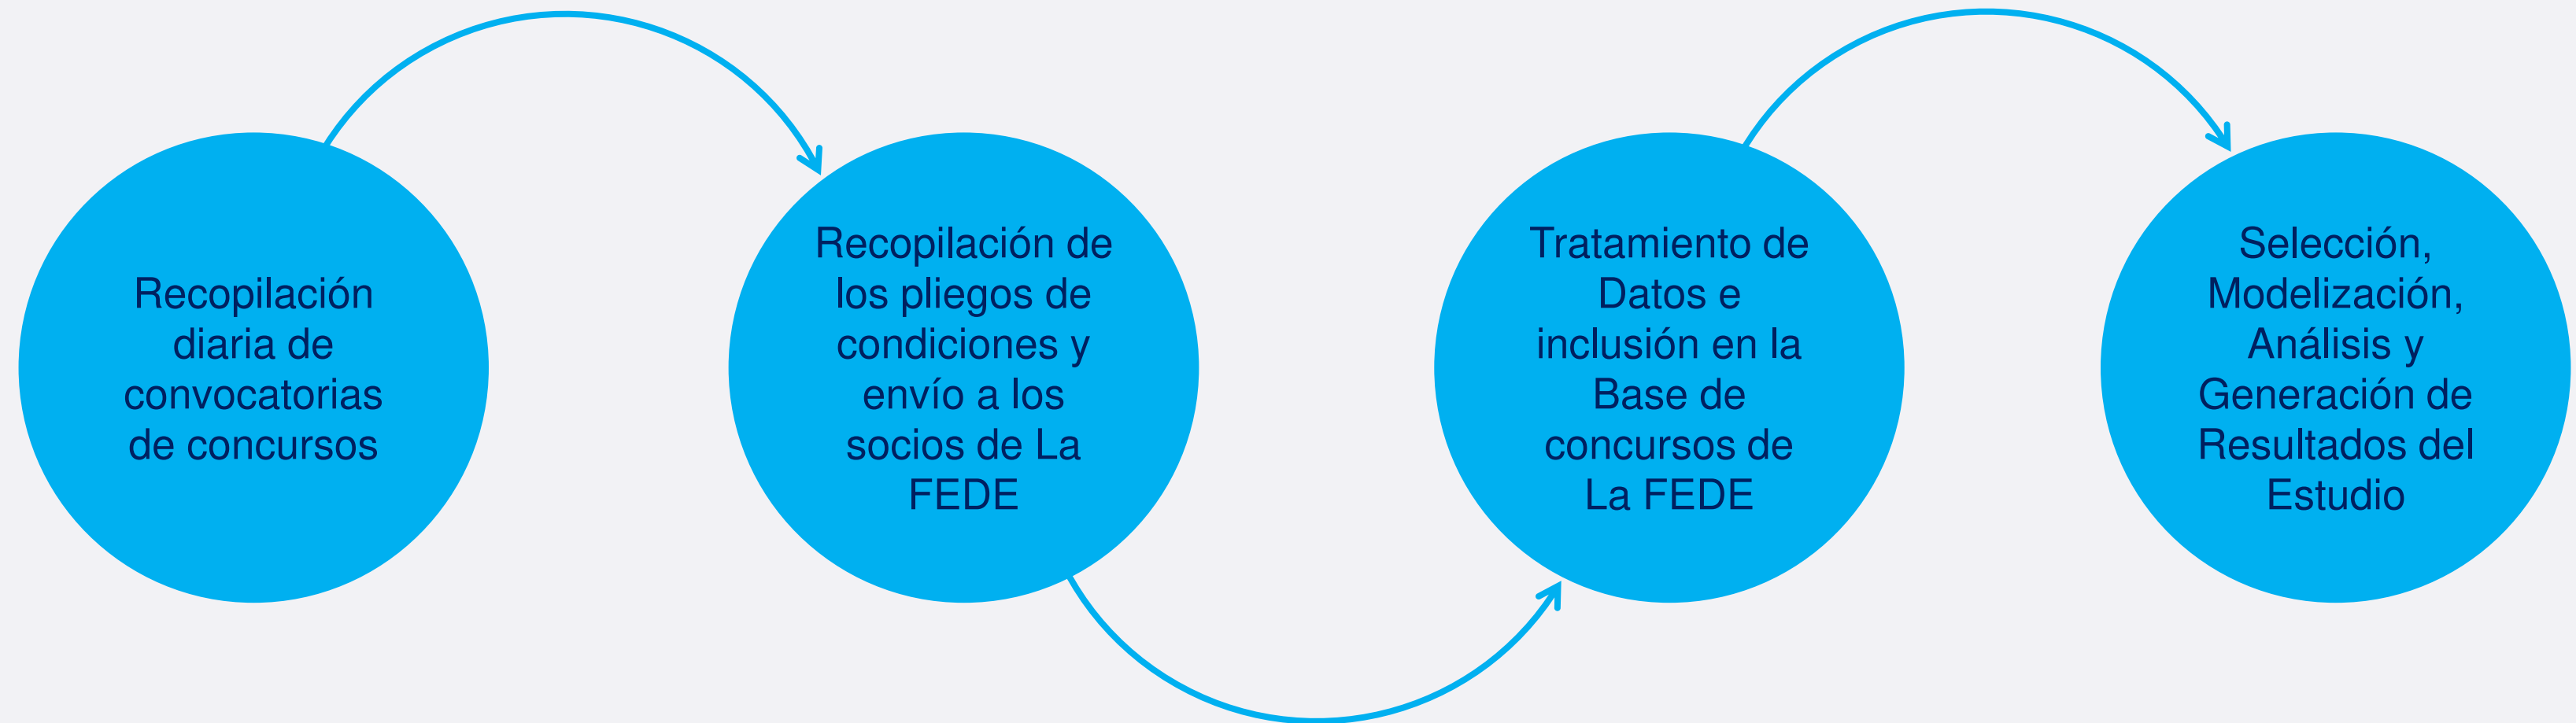 Recopilación
diaria de
convocatorias
de concursos
Recopilación de
los pliegos de
condiciones y
envío a los
socios de La
FEDE
Tratamiento de
Datos e
inclusión en la
Base de
concursos de
La FEDE
Selección,
Modelización,
Análisis y
Generación de
Resultados del
Estudio